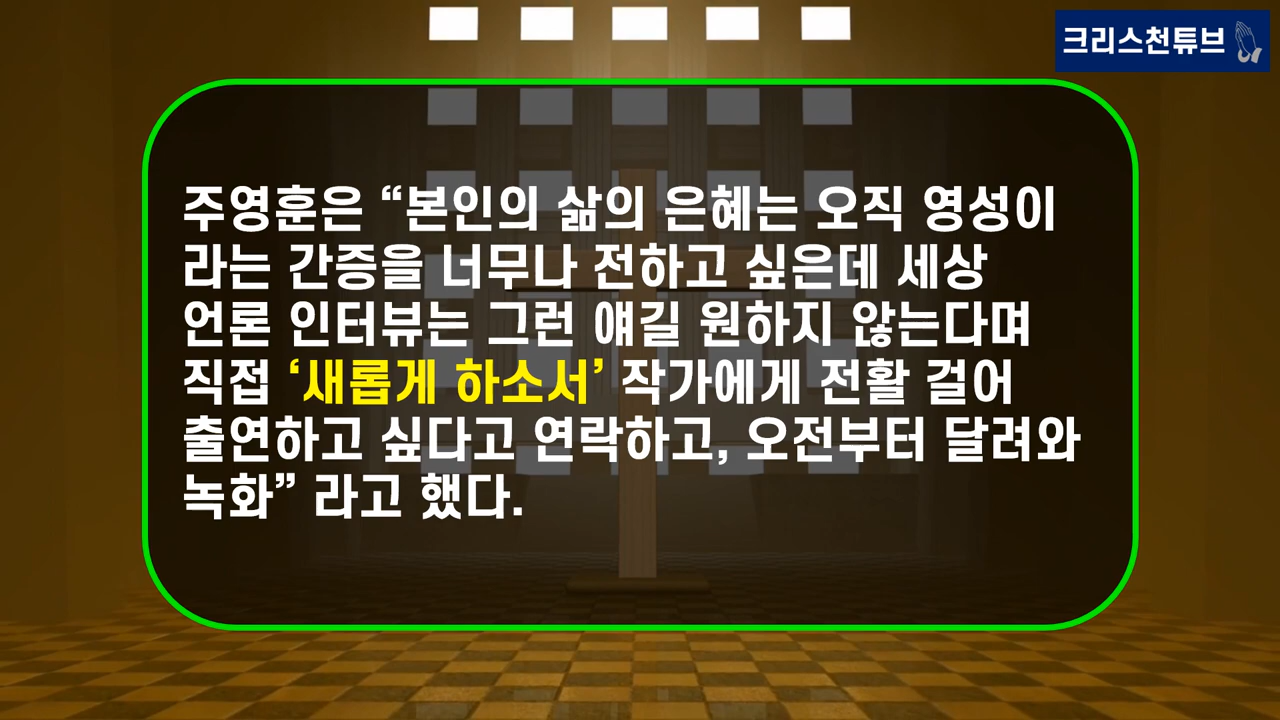 크리스천튜브
주영훈은 “본인의 삶의 은혜는 오직 영성이
라는 간증을 너무나 전하고 싶은데 세상
언론 인터뷰는 그런 얘길 원하지 않는다며
직접 ‘새롭게 하소서’ 작가에게 전활 걸어
출연하고 싶다고 연락하고, 오전부터 달려와
녹화” 라고 했다.